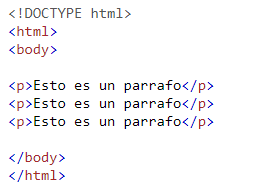 <!DOCTYPE html>
<html>
<body>
<p>Esto es un parrafo</p>
<p>Esto es un parrafo</p>
<p>Esto es un parrafo</p>
</body>
</html>